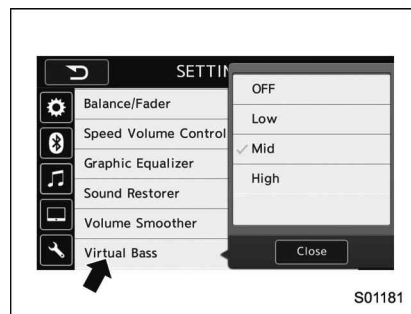 SETTIN
Balance/Fader
Speed Volume Control
Graphic Equalizer
Sound Restorer
Volume Smoother
Virtual Bass
OFF
Low
Mid
High
Close
S01181